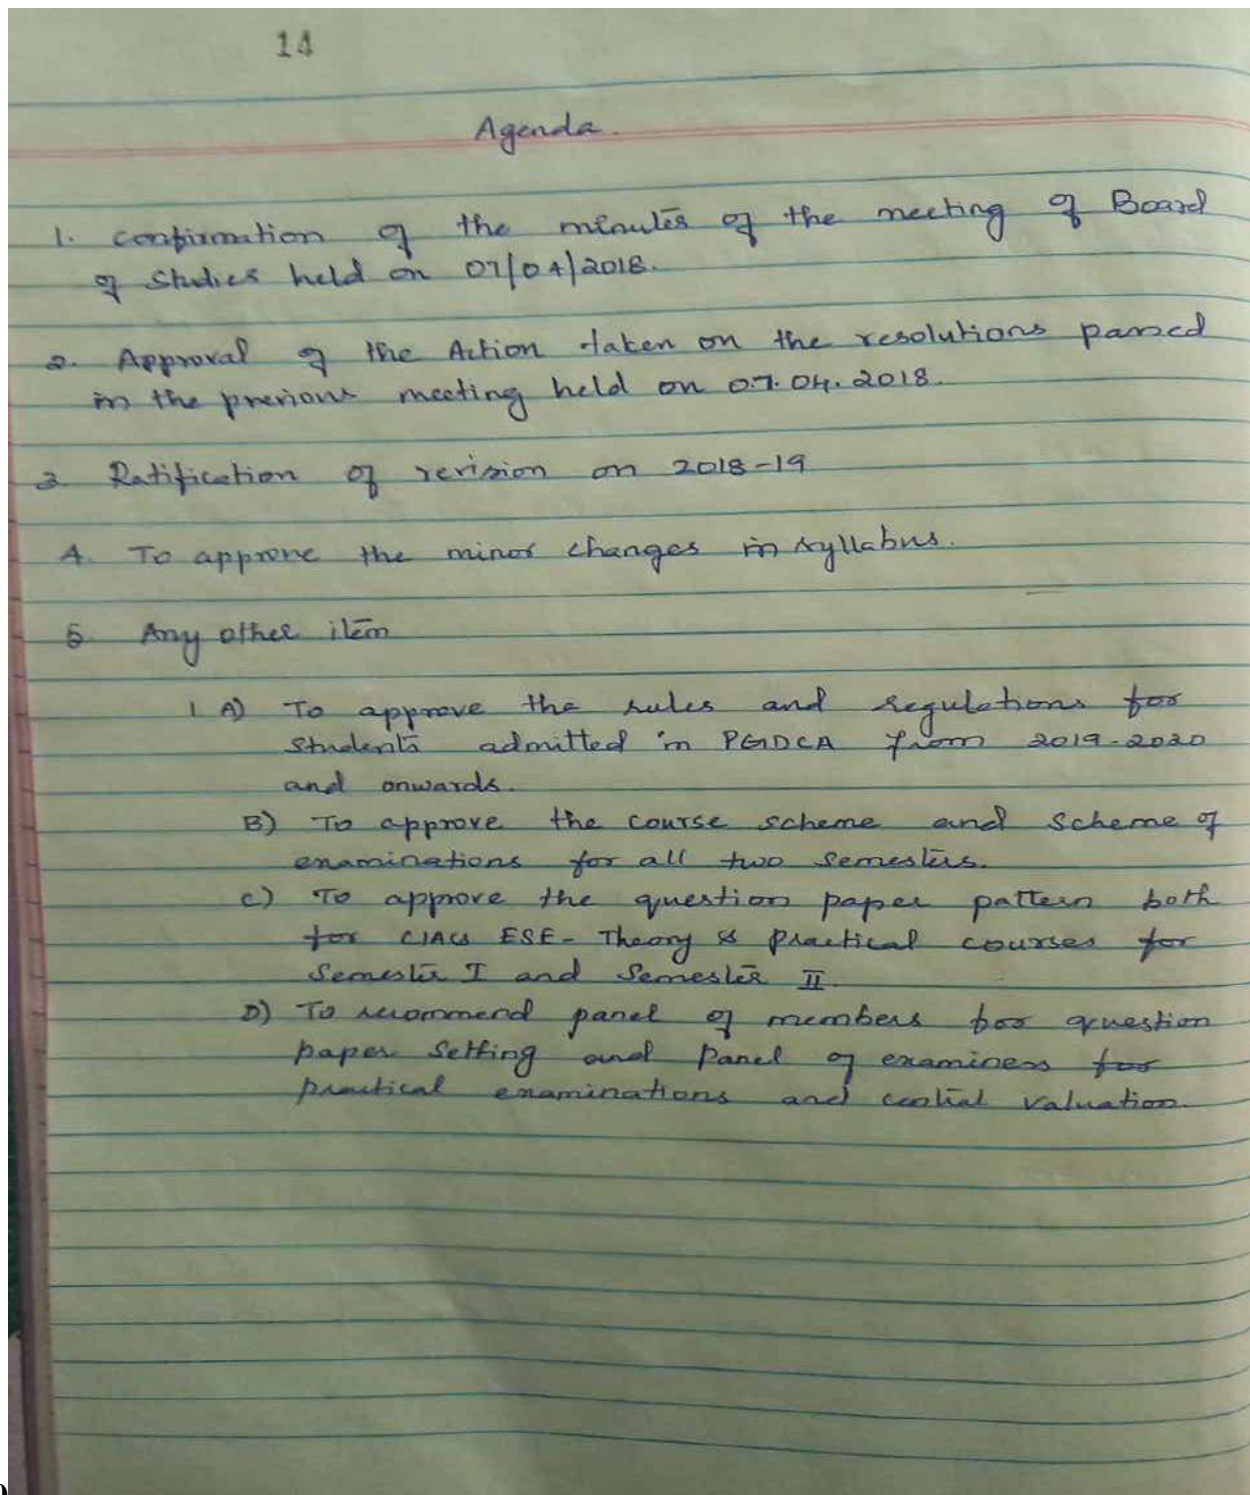 14
Agenda.
1. Confirmation of the minutes of the meeting of Board
of Studies held on 07/04/2018.
2. Approval of the Action taken on the resolutions passed
in the previous meeting held on 07.04.2018.
3 Ratification of revision on 2018-19
4. To approve the minor changes in syllabus.
5 Any other item
1 A) To approve the rules and regulations for
students admitted in PGDCA from 2019-2020
and onwards.
B) To approve the course scheme and scheme of
examinations for all two semesters.
C) To approve the question paper pattern both
for ESE - Theory & Practical courses for
Semester I and Semester II.
D) To recommend panel of members for question
paper setting and panel of examiners for
practical examinations and central valuation.